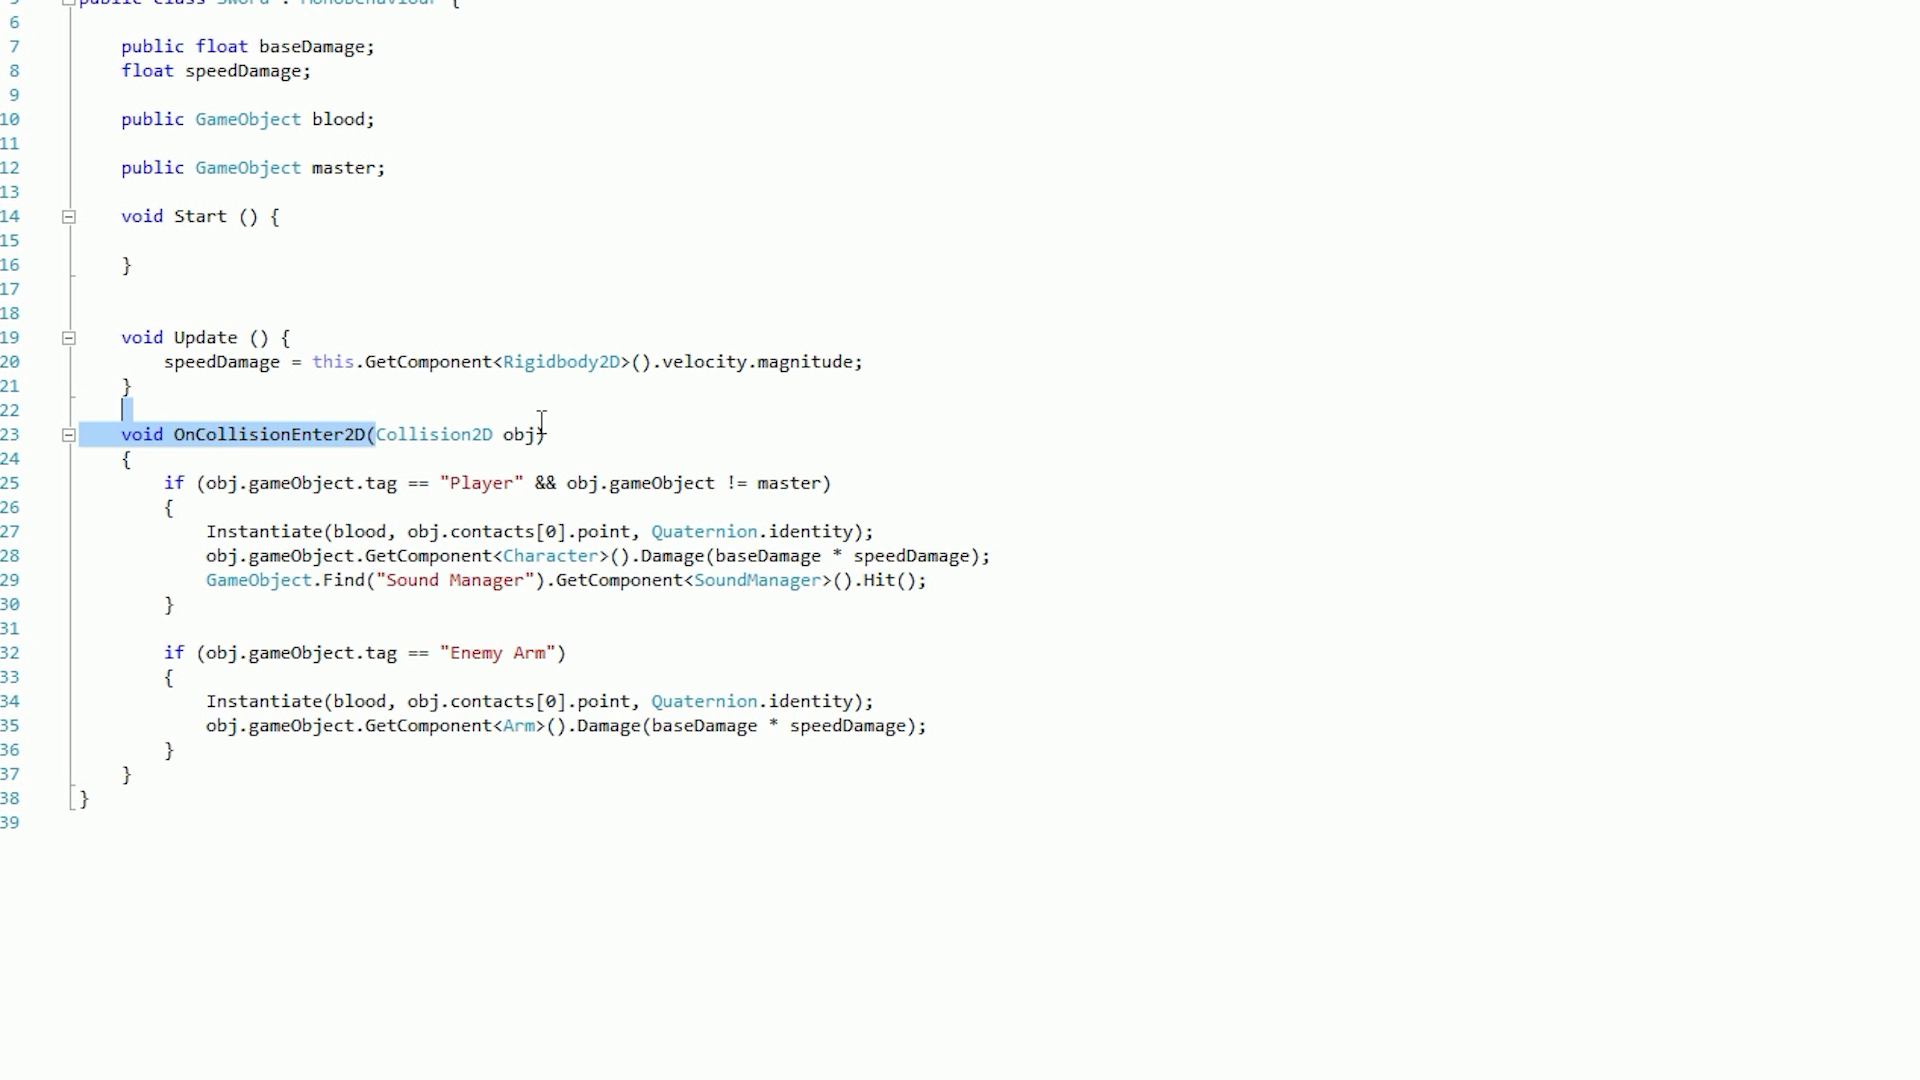 5 public class Sword : MonoBehaviour {
6
7 public float baseDamage;
8 float speedDamage;
9
10 public GameObject blood;
11
12 public GameObject master;
13
14 void Start () {
15
16 }
17
18
19 void Update () {
20 speedDamage = this.GetComponent<Rigidbody2D>().velocity.magnitude;
21 }
22
23 void OnCollisionEnter2D(Collision2D obj)
24 {
25 if (obj.gameObject.tag == "Player" && obj.gameObject != master)
26 {
27 Instantiate(blood, obj.contacts[0].point, Quaternion.identity);
28 obj.gameObject.GetComponent<Character>().Damage(baseDamage * speedDamage);
29 GameObject.Find("Sound Manager").GetComponent<SoundManager>().Hit();
30 }
31
32 if (obj.gameObject.tag == "Enemy Arm")
33 {
34 Instantiate(blood, obj.contacts[0].point, Quaternion.identity);
35 obj.gameObject.GetComponent<Arm>().Damage(baseDamage * speedDamage);
36 }
37 }
38 }
39